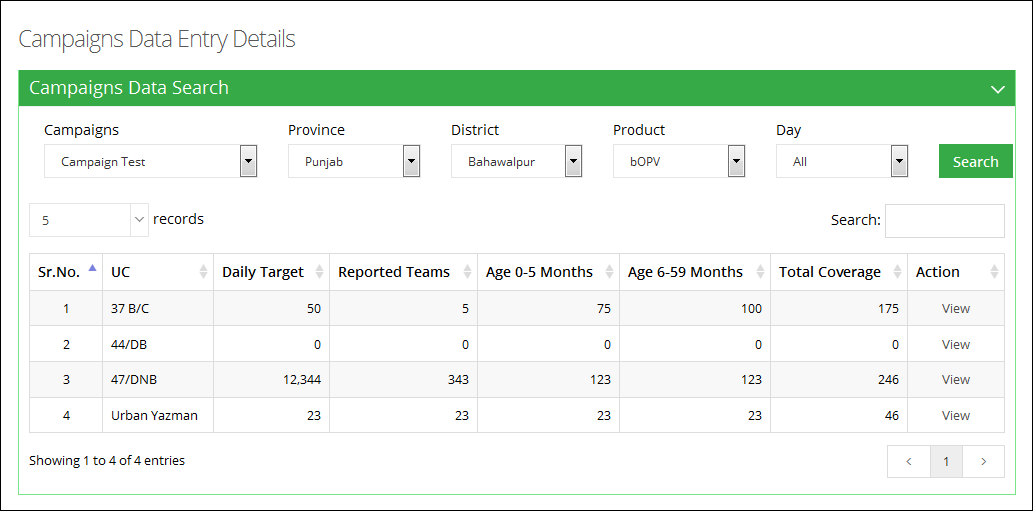 Campaigns Data Entry Details
Campaigns Data Search
Campaigns Province District Product Day
Campaign Test Punjab Bahawalpur bOPV All Search
5 records Search:
Sr.No. UC Daily Target Reported Teams Age 0-5 Months Age 6-59 Months Total Coverage Action
1 37 B/C 50 5 75 100 175 View
2 44/DB 0 0 0 0 0 View
3 47/DNB 12,344 343 123 123 246 View
4 Urban Yazman 23 23 23 23 46 View
Showing 1 to 4 of 4 entries < 1 >